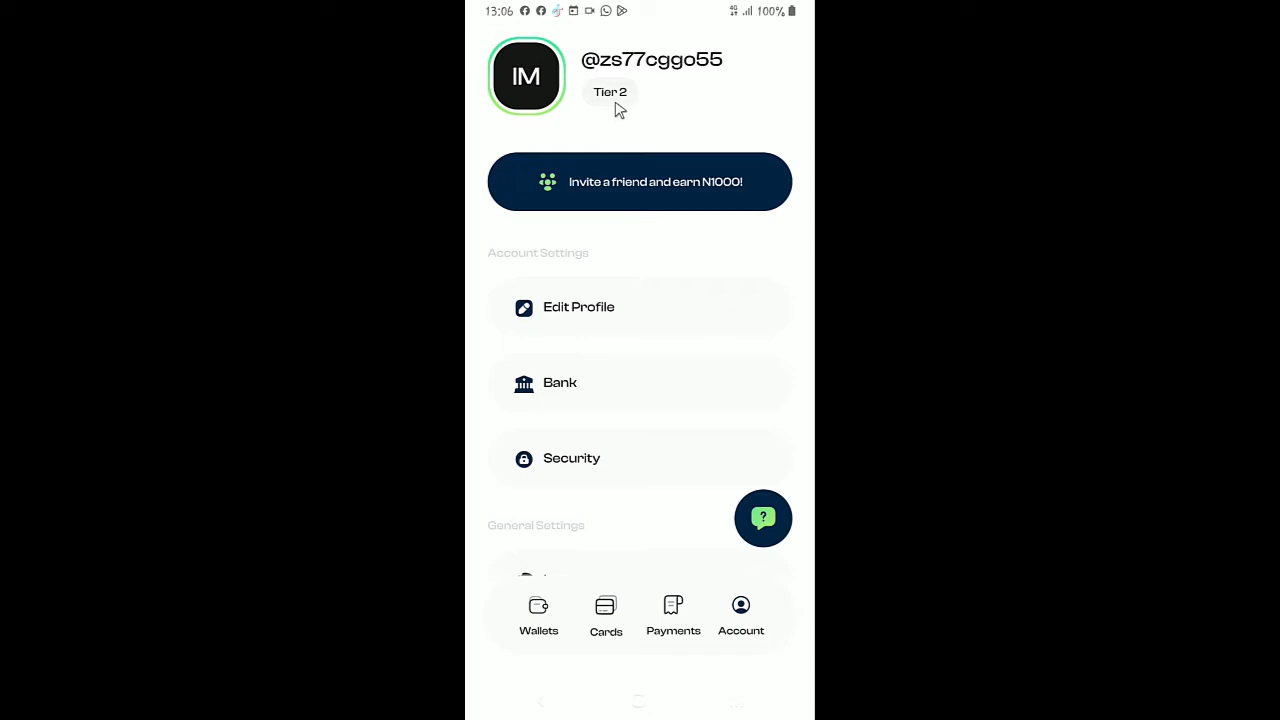 13:06 4G 100%
IM
@zs77cggo55
Tier 2
Invite a friend and earn N1000!
Account Settings
Edit Profile
Bank
Security
General Settings
?
Wallets Cards Payments Account